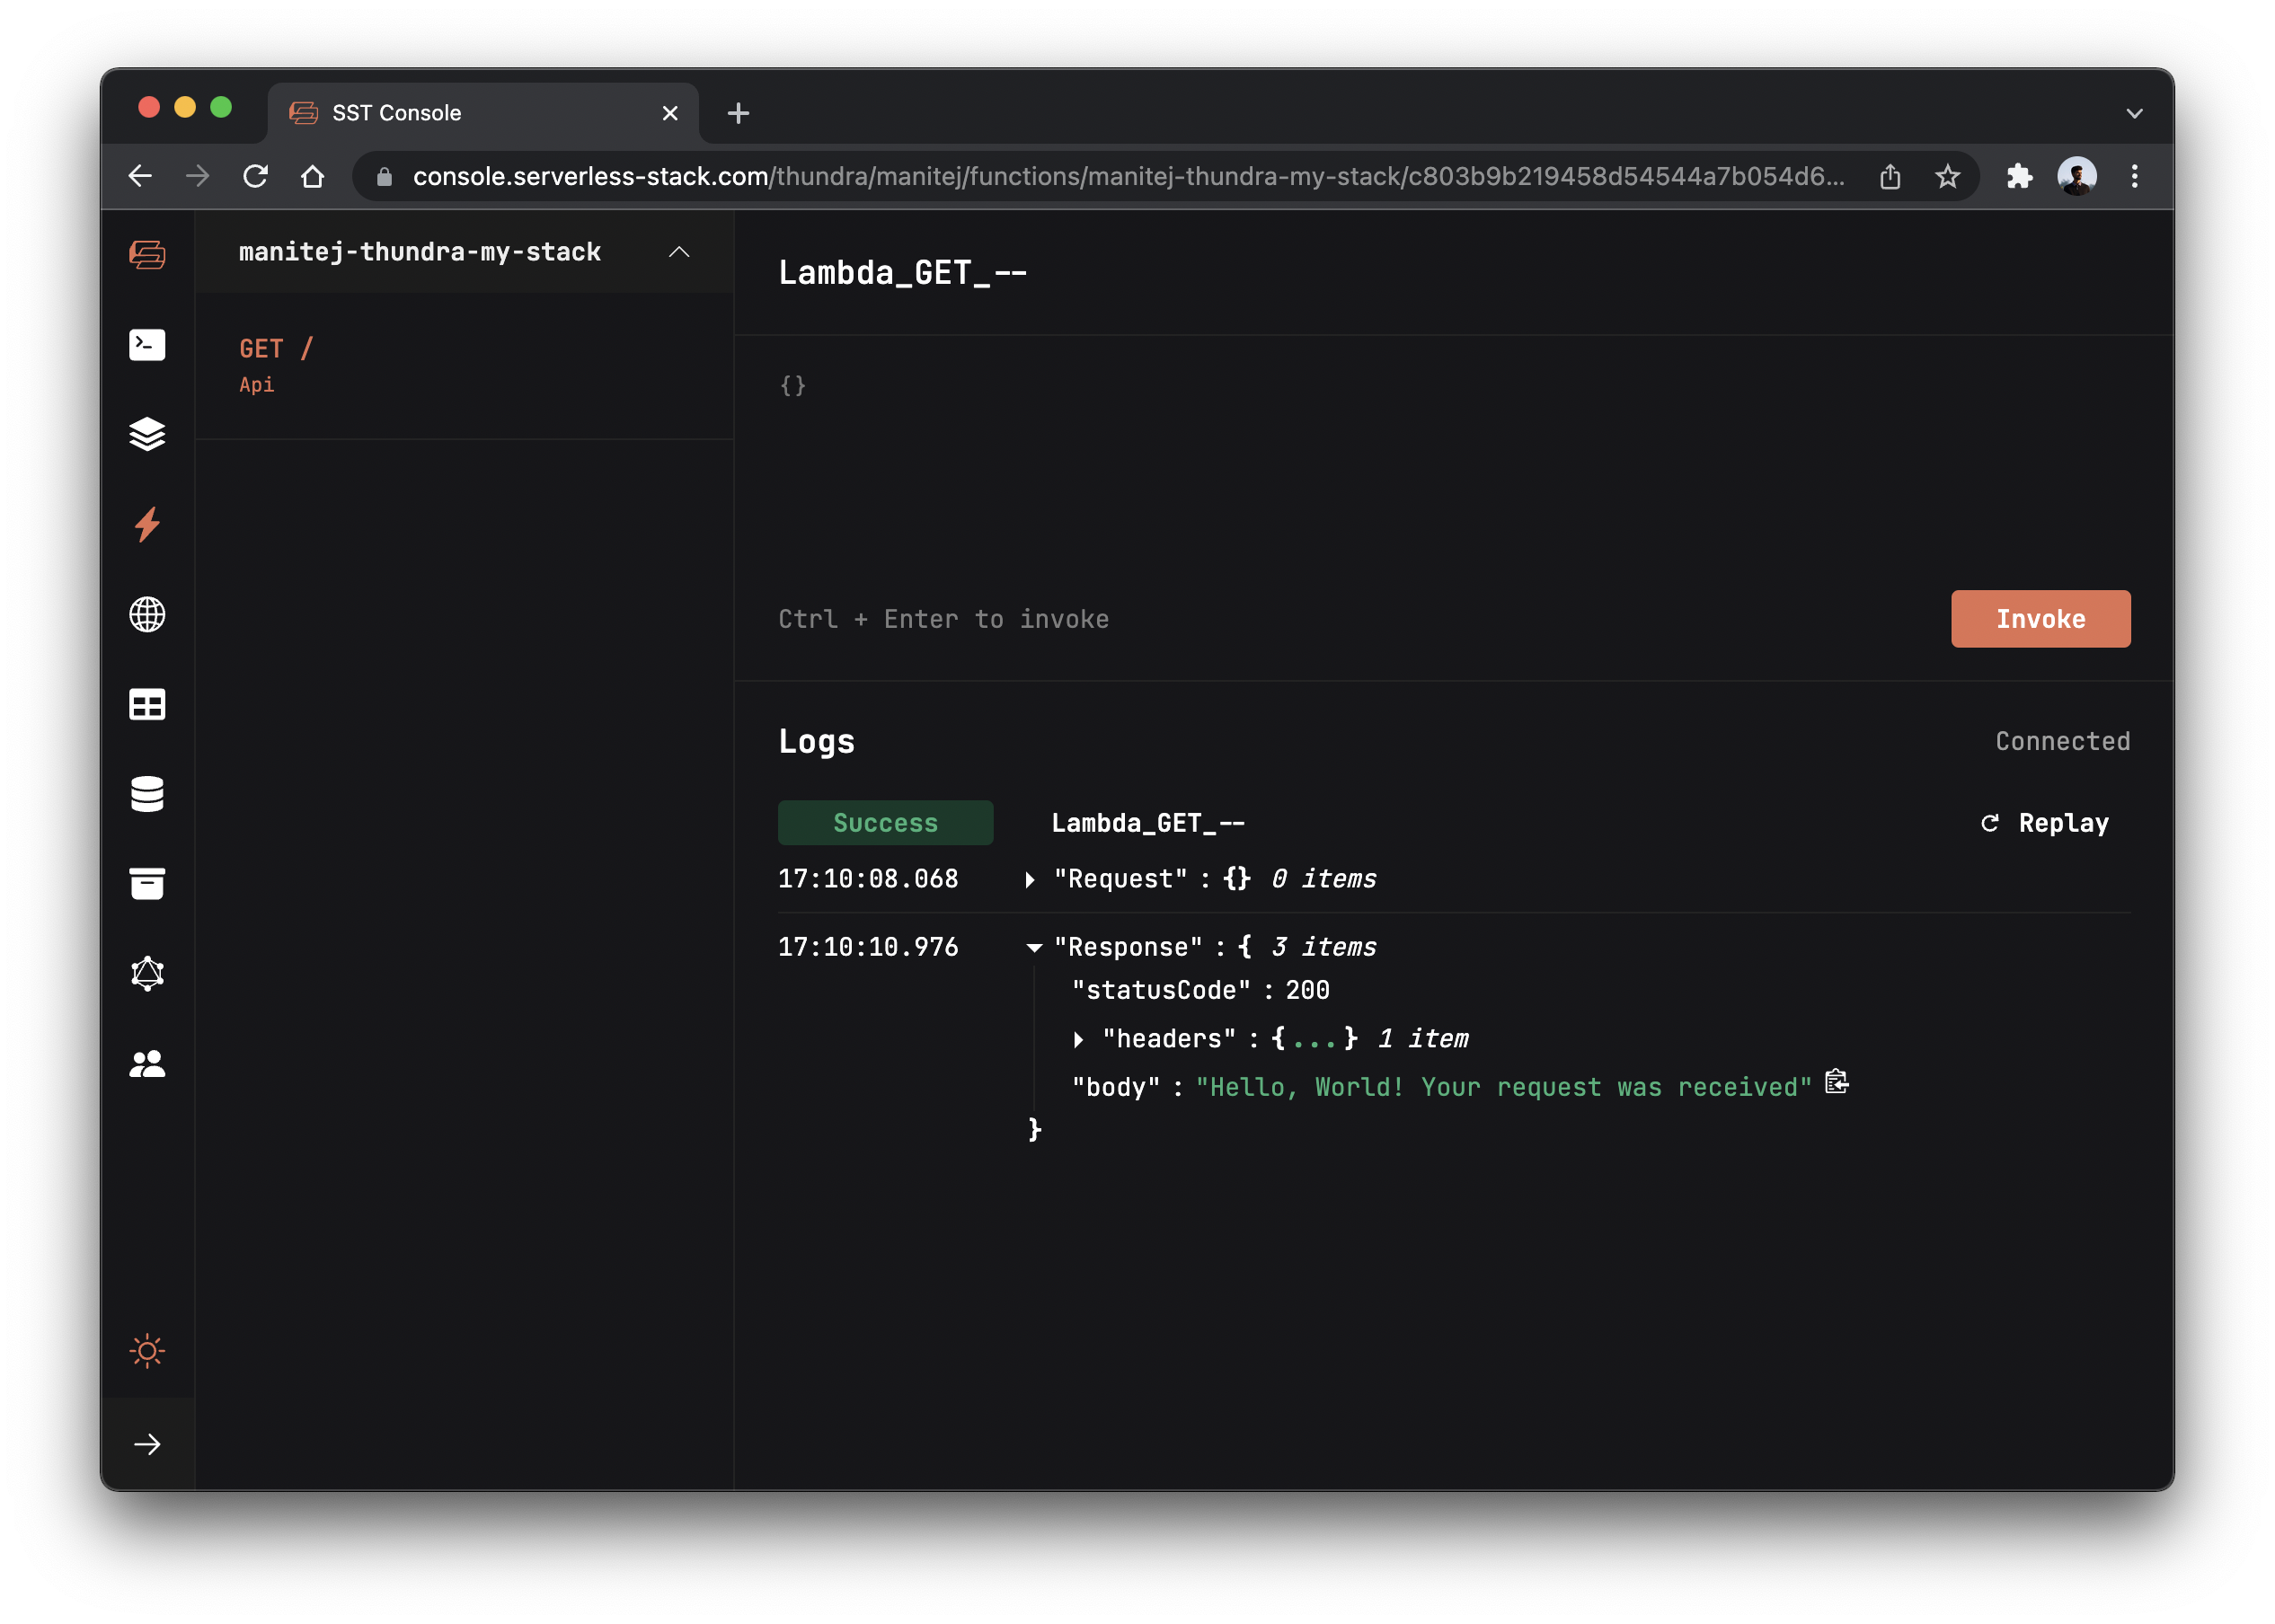 SST Console
console.serverless-stack.com/thundra/manitej/functions/manitej-thundra-my-stack/c803b9b219458d54544a7b054d6...
manitej-thundra-my-stack
GET /
Api
Lambda_GET_--
{}
Ctrl + Enter to invoke
Invoke
Logs
Connected
Success Lambda_GET_-- Replay
17:10:08.068 "Request" : {} 0 items
17:10:10.976 "Response" : { 3 items
"statusCode" : 200
"headers" : {...} 1 item
"body" : "Hello, World! Your request was received"
}